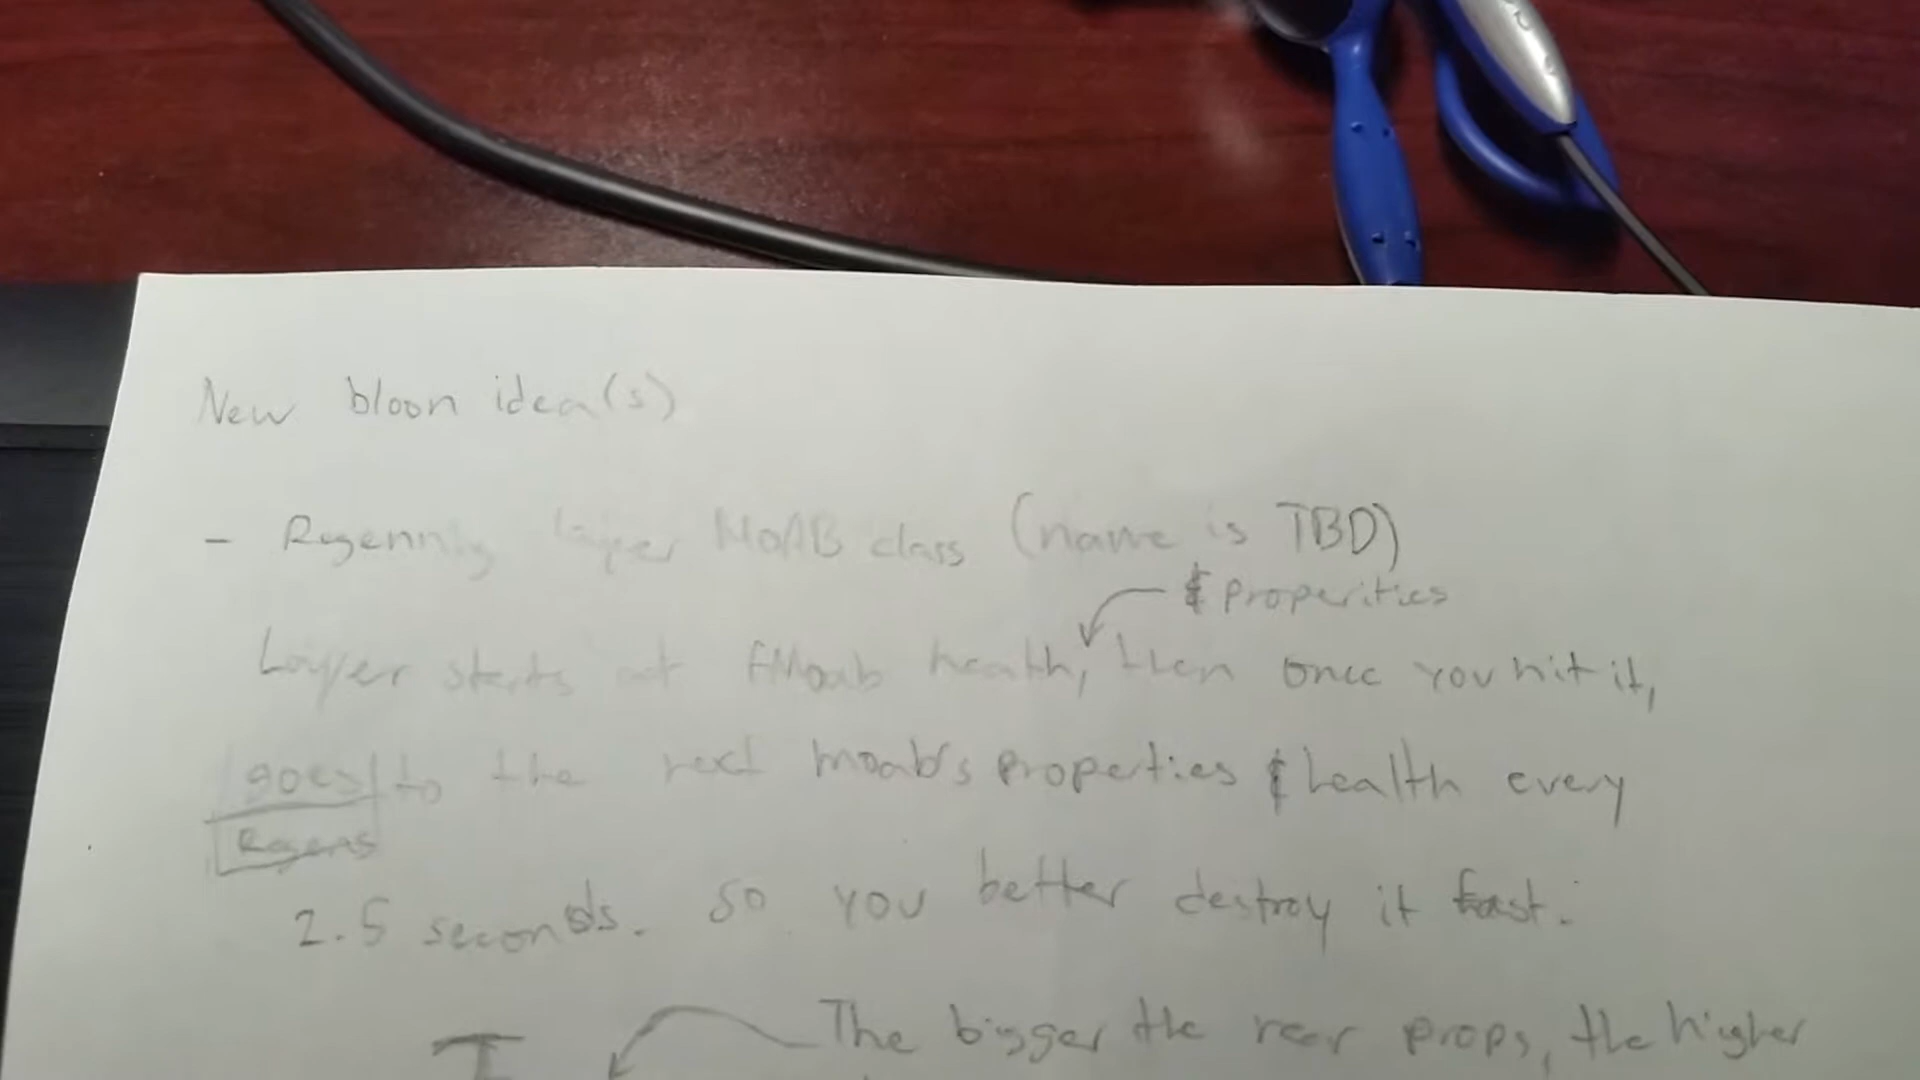 New bloon idea(s)
- Regenning layer MOAB class (name is TBD)
& properities
Layer starts at Moab health, then once you hit it,
goes to the next moab's properties & health every
Regens
2.5 seconds. So you better destroy it fast.
The bigger the rear props, the higher